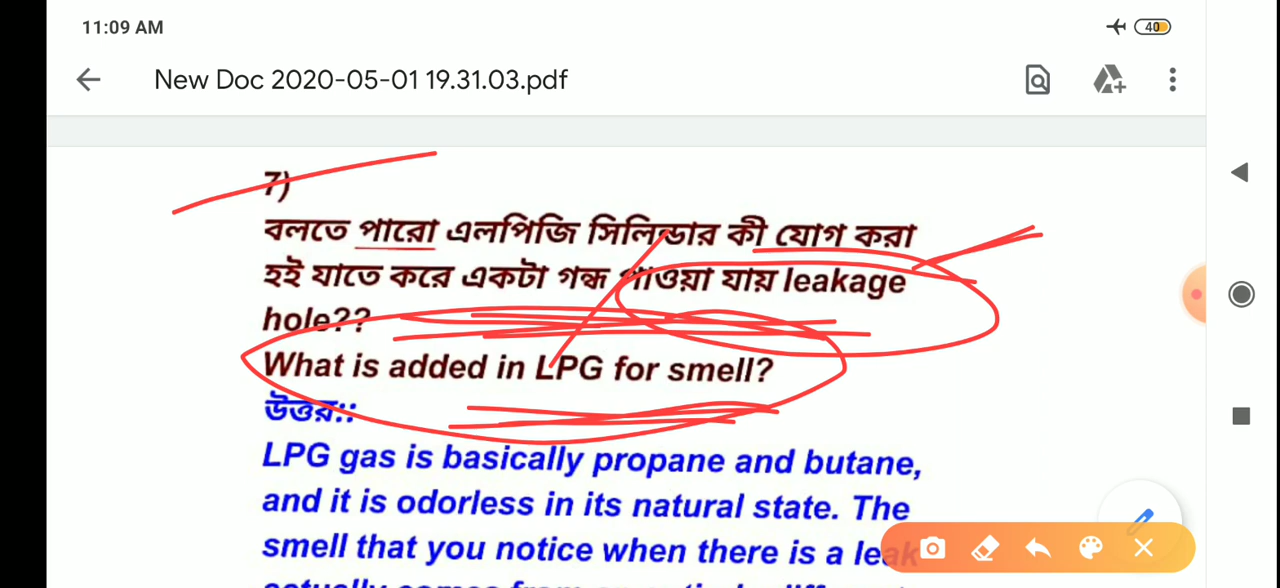 11:09 AM
40
New Doc 2020-05-01 19.31.03.pdf
7)
বলতে পারো এলপিজি সিলিন্ডার কী যোগ করা
হই যাতে করে একটা গন্ধ পাওয়া যায় leakage
hole??
What is added in LPG for smell?
উত্তর::
LPG gas is basically propane and butane,
and it is odorless in its natural state. The
smell that you notice when there is a leak